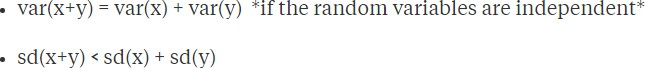 • var(x+y) = var(x) + var(y) *if the random variables are independent*
• sd(x+y) < sd(x) + sd(y)